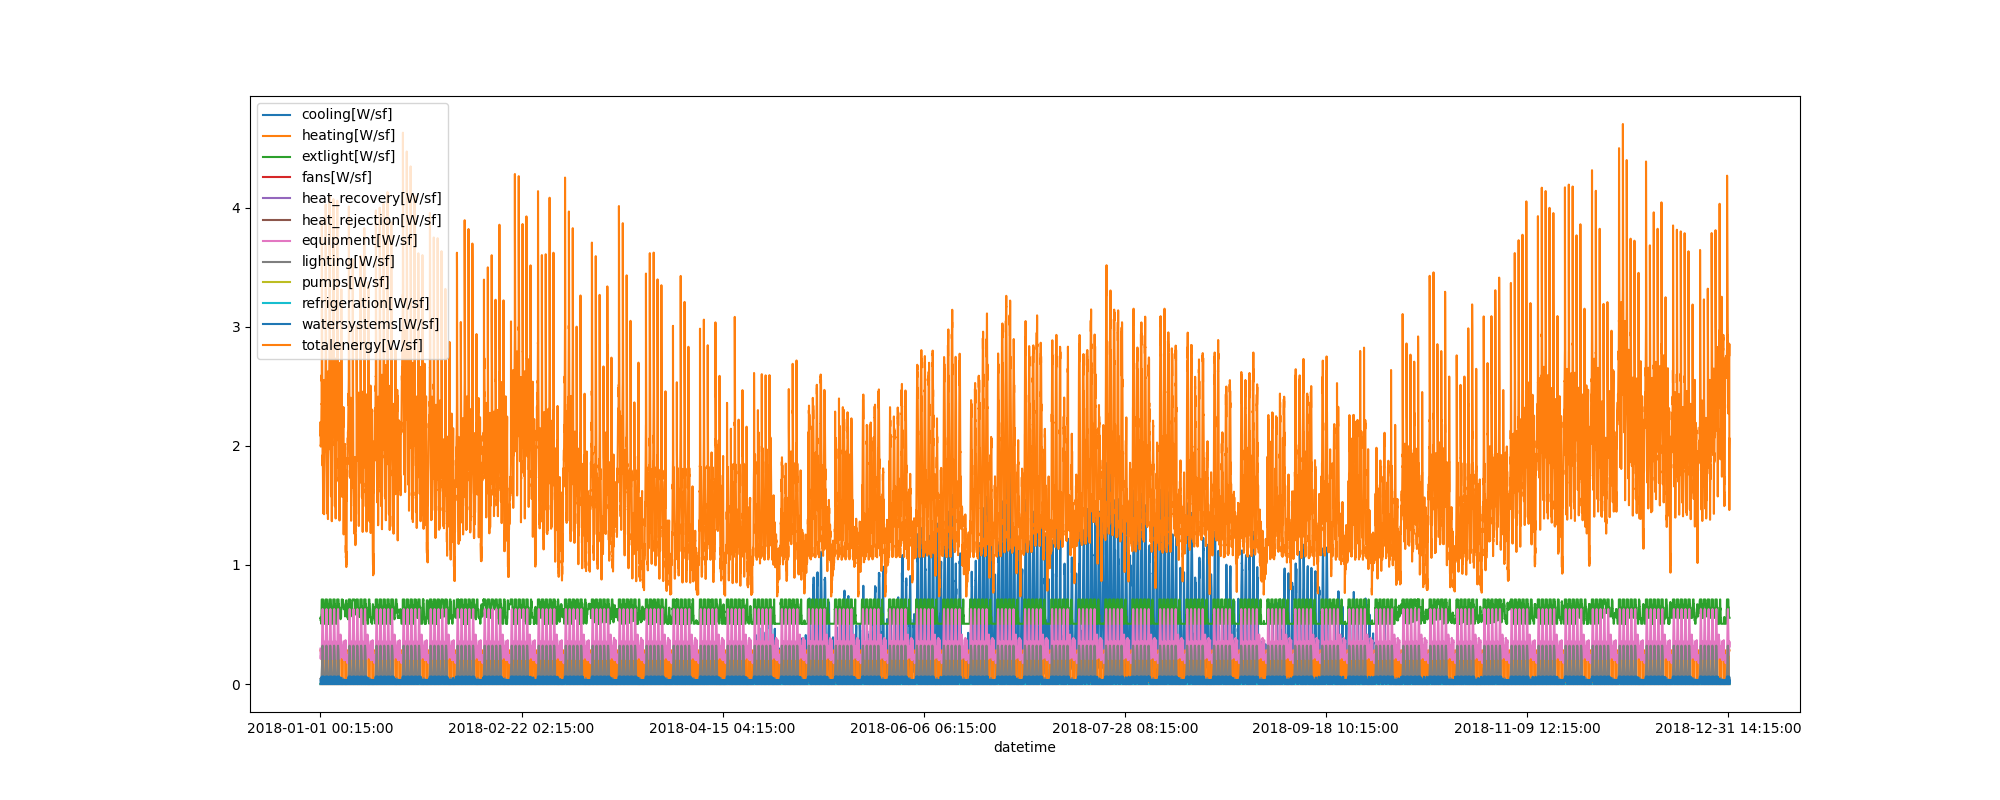 cooling[W/sf]
heating[W/sf]
extlight[W/sf]
fans[W/sf]
heat_recovery[W/sf]
heat_rejection[W/sf]
equipment[W/sf]
lighting[W/sf]
pumps[W/sf]
refrigeration[W/sf]
watersystems[W/sf]
totalenergy[W/sf]
4
3
2
1
0
2018-01-01 00:15:00 2018-02-22 02:15:00 2018-04-15 04:15:00 2018-06-06 06:15:00 2018-07-28 08:15:00 2018-09-18 10:15:00 2018-11-09 12:15:00 2018-12-31 14:15:00
datetime